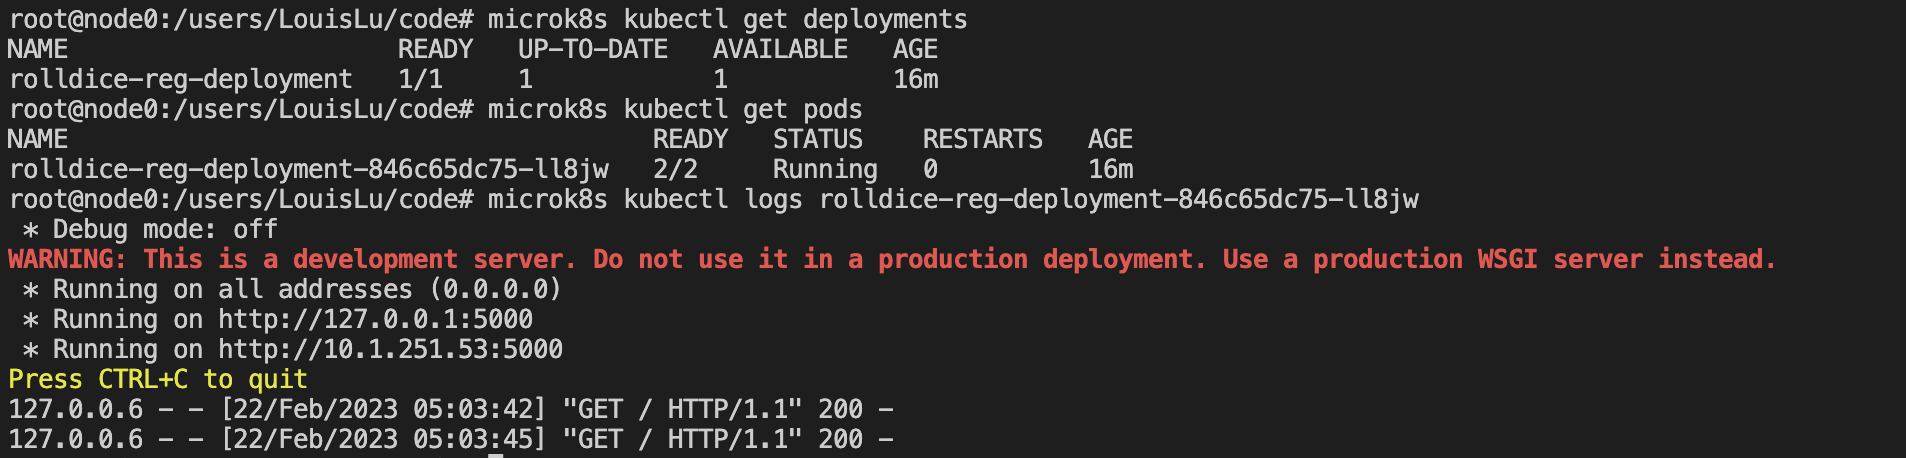 root@node0:/users/LouisLu/code# microk8s kubectl get deployments
NAME                      READY   UP-TO-DATE   AVAILABLE   AGE
rolldice-reg-deployment   1/1     1            1           16m
root@node0:/users/LouisLu/code# microk8s kubectl get pods
NAME                                       READY   STATUS    RESTARTS   AGE
rolldice-reg-deployment-846c65dc75-ll8jw   2/2     Running   0          16m
root@node0:/users/LouisLu/code# microk8s kubectl logs rolldice-reg-deployment-846c65dc75-ll8jw
 * Debug mode: off
WARNING: This is a development server. Do not use it in a production deployment. Use a production WSGI server instead.
 * Running on all addresses (0.0.0.0)
 * Running on http://127.0.0.1:5000
 * Running on http://10.1.251.53:5000
Press CTRL+C to quit
127.0.0.6 - - [22/Feb/2023 05:03:42] "GET / HTTP/1.1" 200 -
127.0.0.6 - - [22/Feb/2023 05:03:45] "GET / HTTP/1.1" 200 -